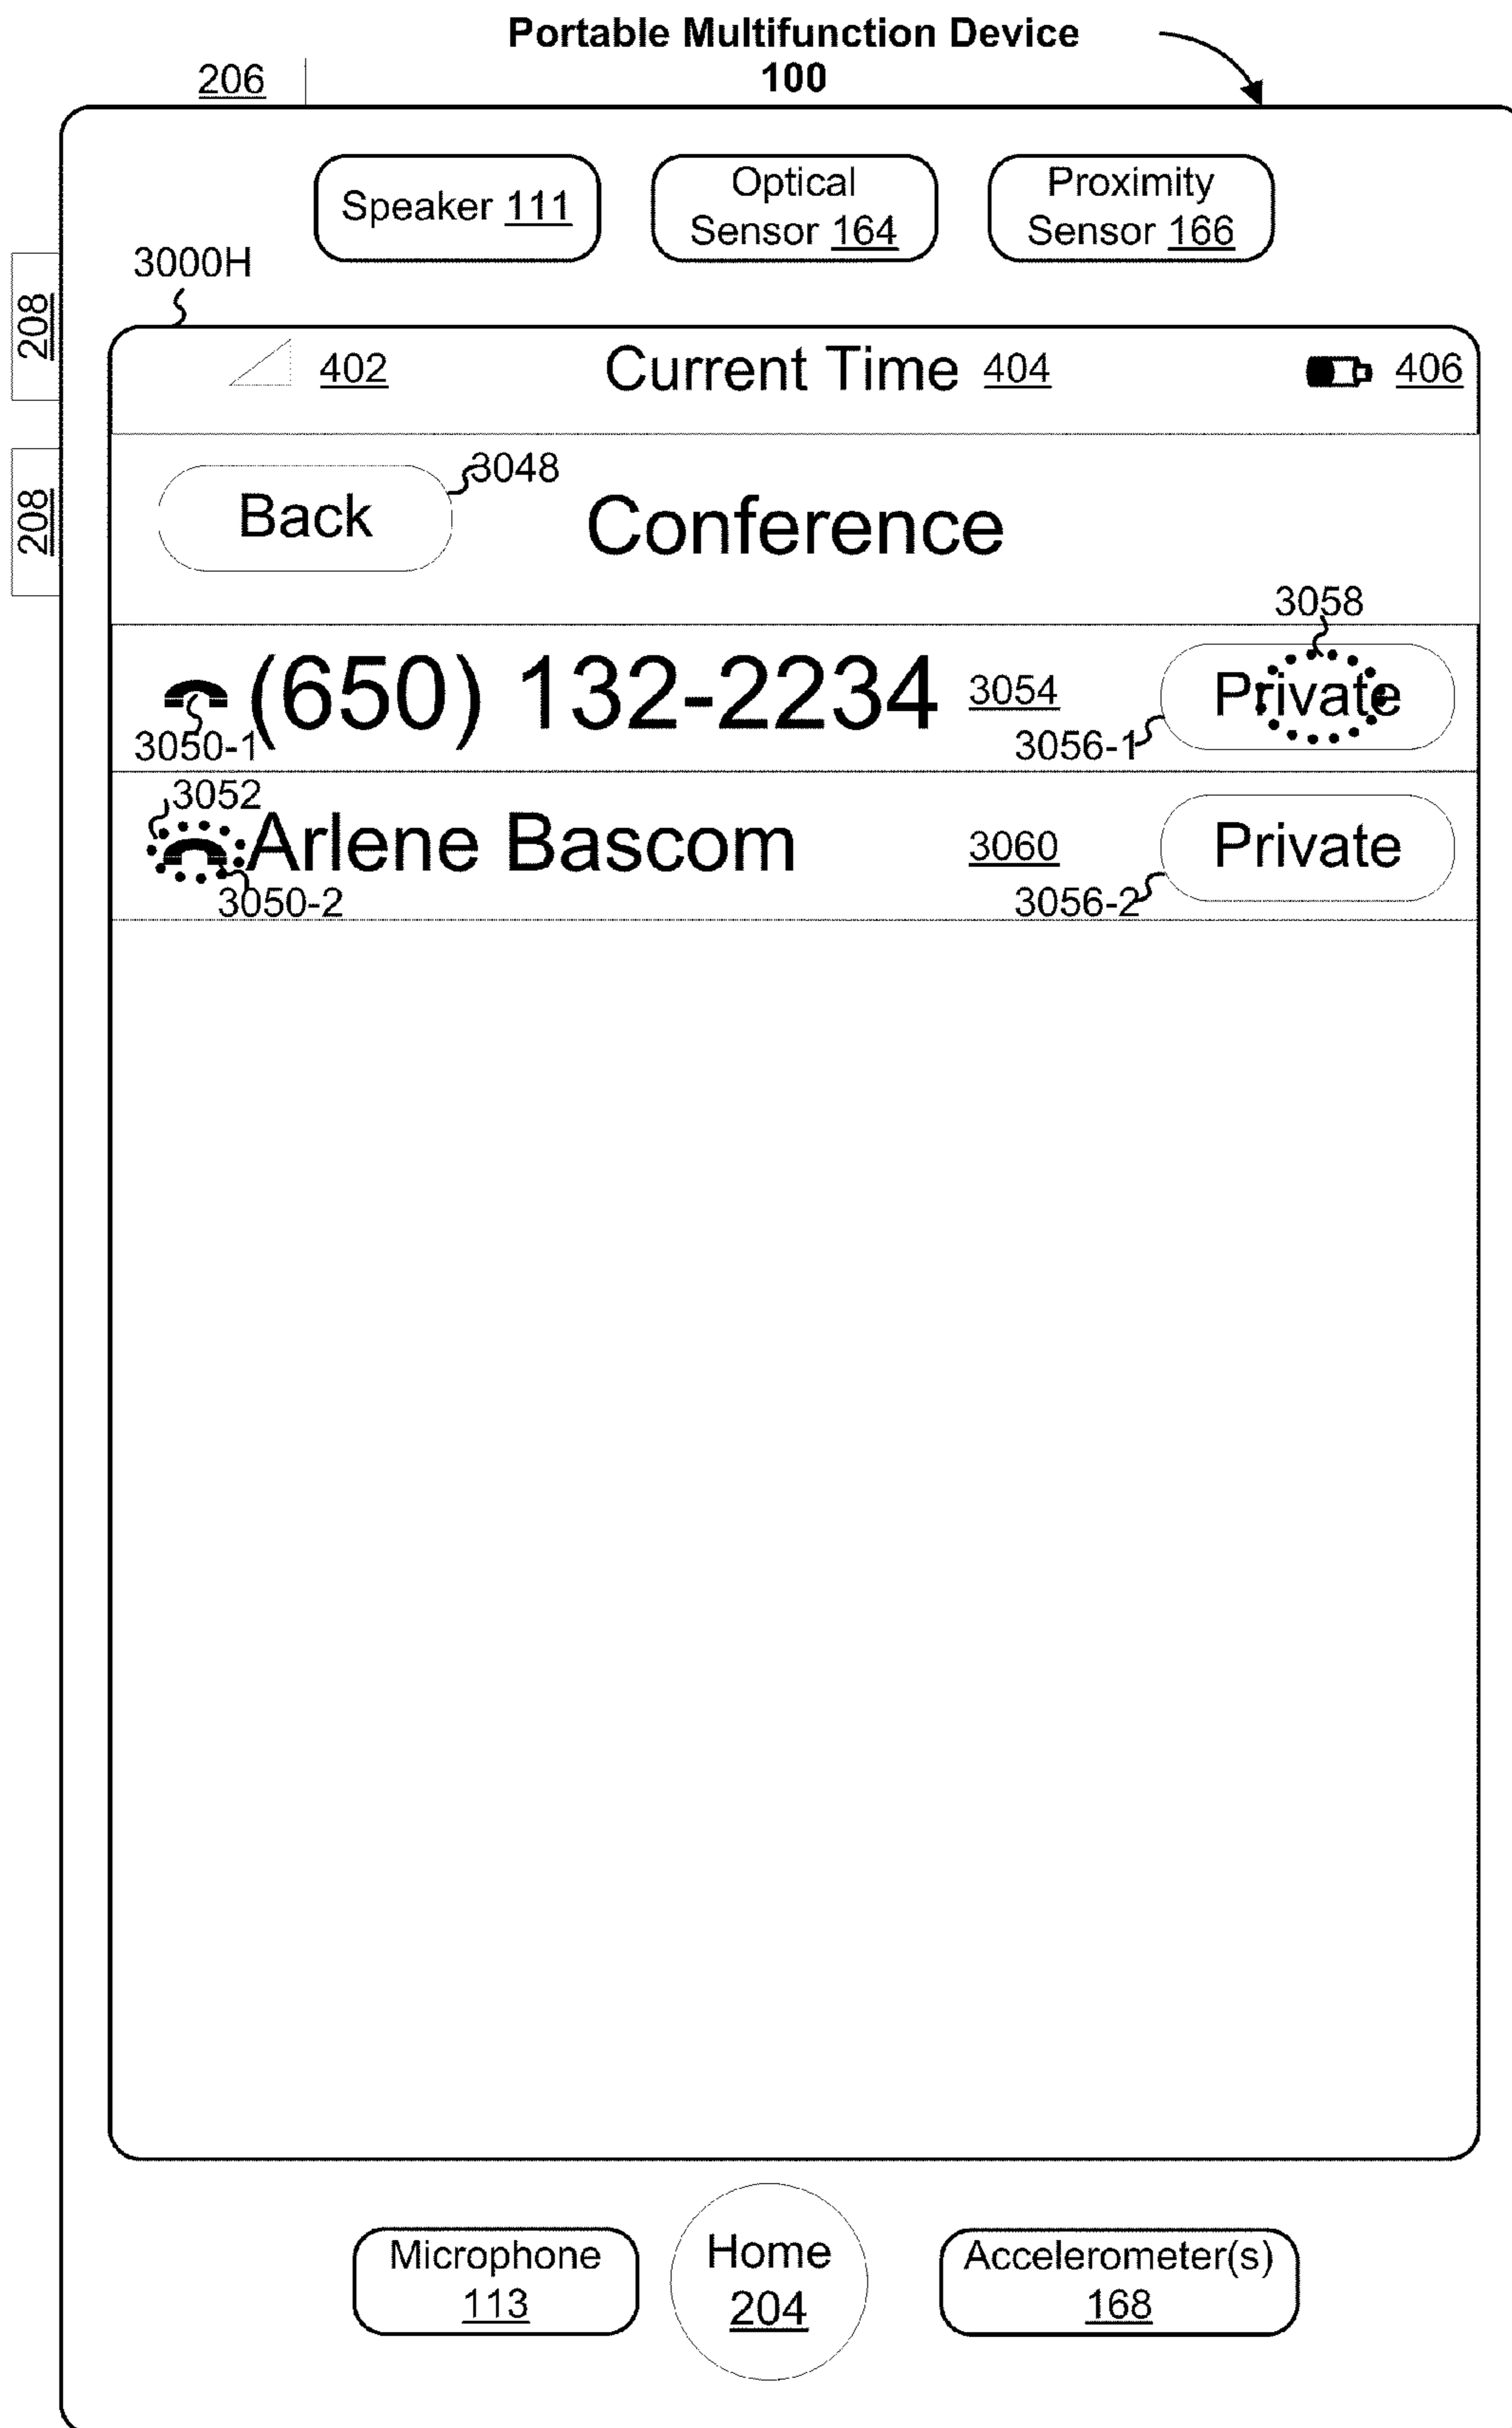 Portable Multifunction Device
100
206
Speaker 111
Optical
Sensor 164
Proximity
Sensor 166
3000H
208
208
402
Current Time 404
406
Back
3048
Conference
3058
(650) 132-2234
3054
Private
3050-1
3056-1
3052
Arlene Bascom
3060
Private
3050-2
3056-2
Microphone
113
Home
204
Accelerometer(s)
168